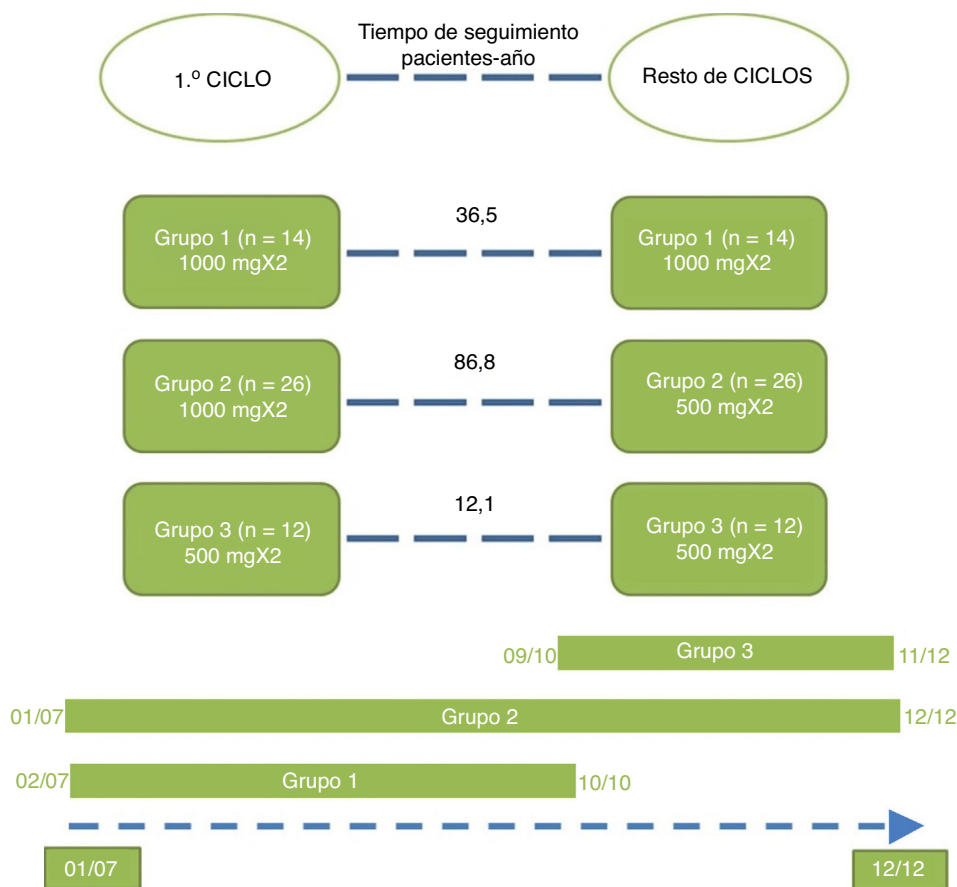 Tiempo de seguimiento
pacientes-año
1.º CICLO
Resto de CICLOS
36,5
Grupo 1 (n = 14)
1000 mgX2
Grupo 1 (n = 14)
1000 mgX2
86,8
Grupo 2 (n = 26)
1000 mgX2
Grupo 2 (n = 26)
500 mgX2
12,1
Grupo 3 (n = 12)
500 mgX2
Grupo 3 (n = 12)
500 mgX2
09/10 Grupo 3 11/12
01/07 Grupo 2 12/12
02/07 Grupo 1 10/10
01/07 12/12